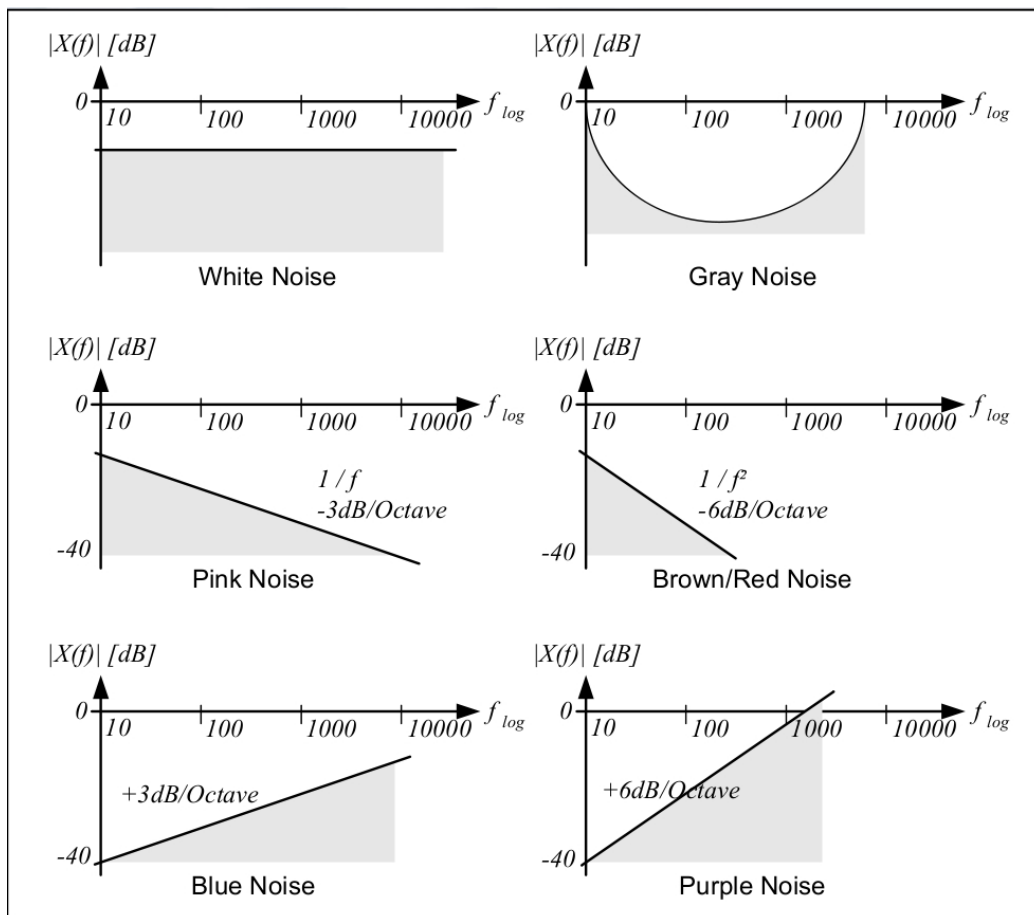 |X(f)| [dB]
0
10
100
1000
10000
f log
White Noise
|X(f)| [dB]
0
10
100
1000
10000
f log
Gray Noise
|X(f)| [dB]
0
10
100
1000
10000
f log
1 / f
-3dB/Octave
-40
Pink Noise
|X(f)| [dB]
0
10
100
1000
10000
f log
1 / f²
-6dB/Octave
-40
Brown/Red Noise
|X(f)| [dB]
0
10
100
1000
10000
f log
+3dB/Octave
-40
Blue Noise
|X(f)| [dB]
0
10
100
1000
10000
f log
+6dB/Octave
-40
Purple Noise